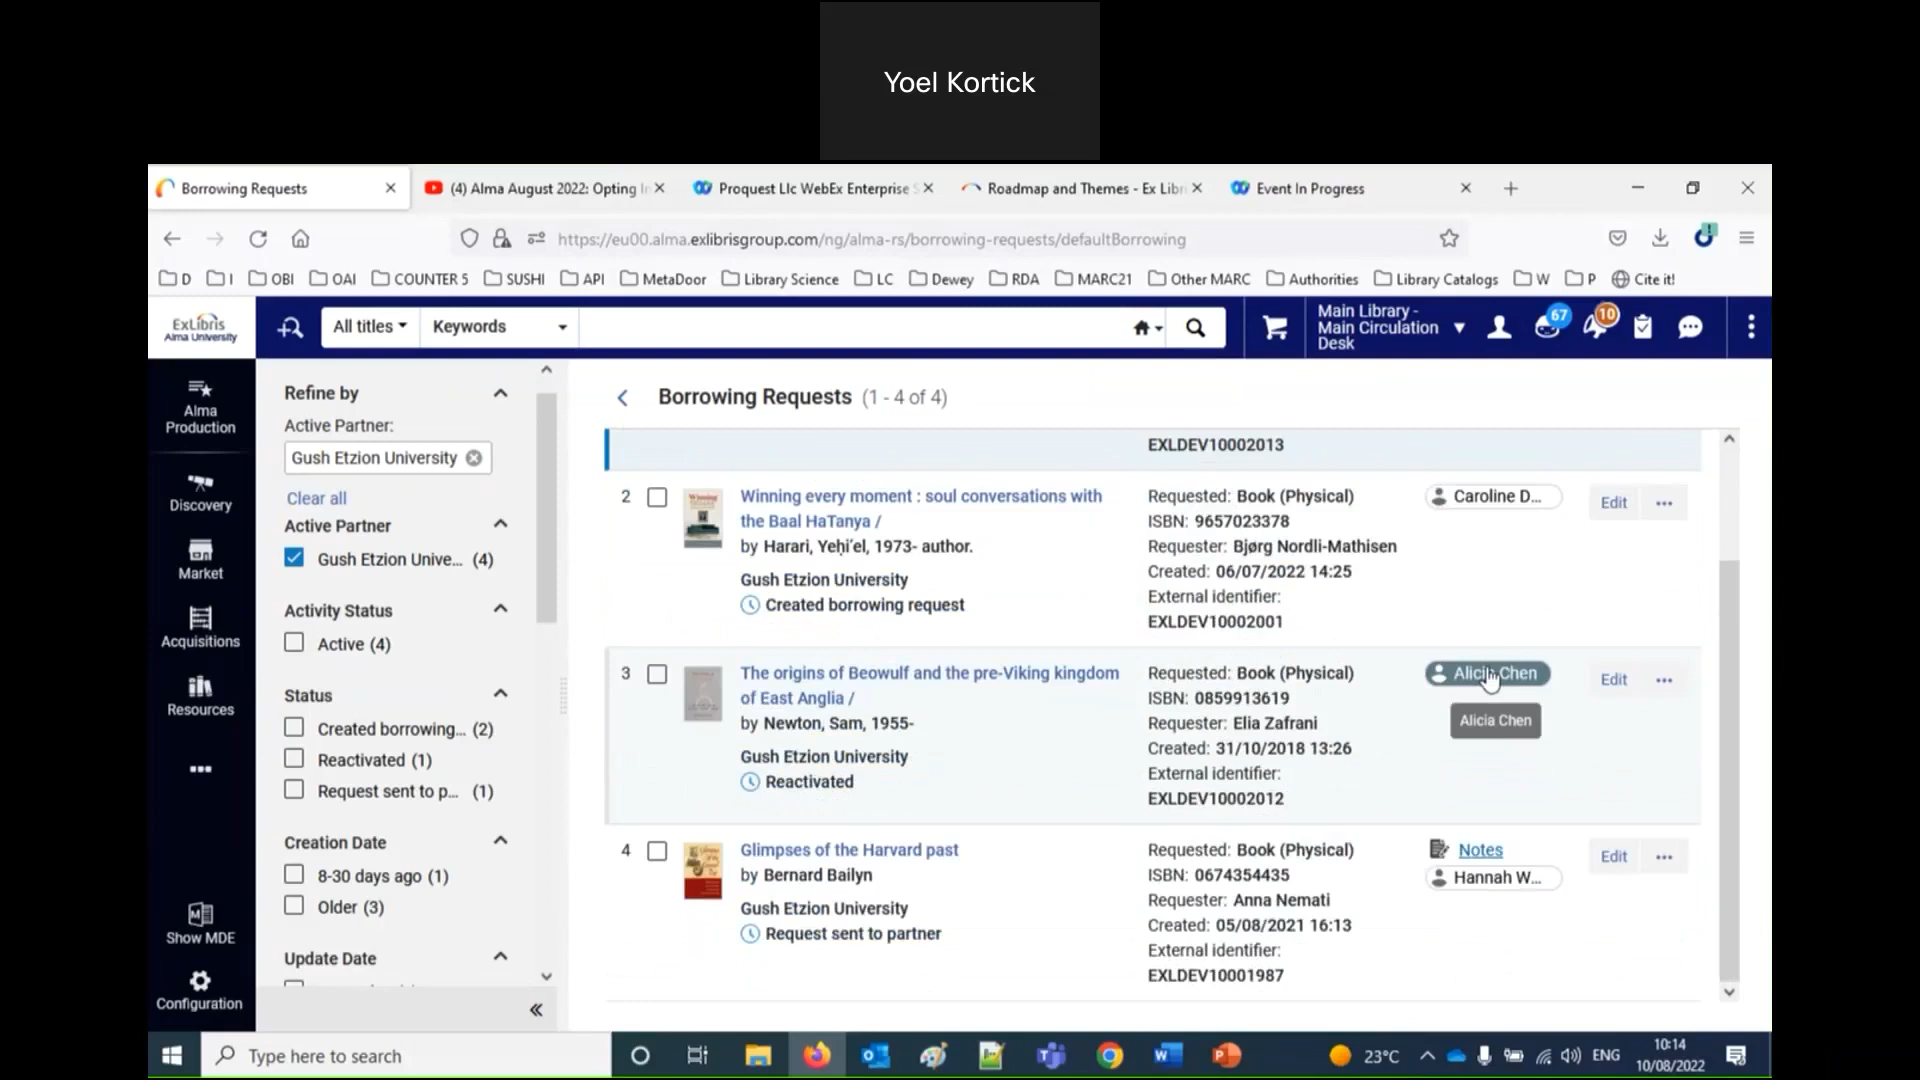 Yoel Kortick
Borrowing Requests
(4) Alma August 2022: Opting In
Proquest Llc WebEx Enterprise S
Roadmap and Themes - Ex Libri
Event In Progress
https://eu00.alma.exlibrisgroup.com/ng/alma-rs/borrowing-requests/defaultBorrowing
D I OBI OAI COUNTER 5 SUSHI API MetaDoor Library Science LC Dewey RDA MARC21 Other MARC Authorities Library Catalogs W P Cite it!
ExLibris
Alma University
All titles
Keywords
Main Library -
Main Circulation
Desk
67
10
Alma
Production
Discovery
Market
Acquisitions
Resources
Show MDE
Configuration
Refine by
Active Partner:
Gush Etzion University
Clear all
Active Partner
Gush Etzion Unive... (4)
Activity Status
Active (4)
Status
Created borrowing... (2)
Reactivated (1)
Request sent to p... (1)
Creation Date
8-30 days ago (1)
Older (3)
Update Date
Borrowing Requests (1 - 4 of 4)
EXLDEV10002013
2
Winning every moment : soul conversations with
the Baal HaTanya /
by Harari, Yeḥiʼel, 1973- author.
Gush Etzion University
Created borrowing request
Requested: Book (Physical)
ISBN: 9657023378
Requester: Bjørg Nordli-Mathisen
Created: 06/07/2022 14:25
External identifier:
EXLDEV10002001
Caroline D...
Edit
3
The origins of Beowulf and the pre-Viking kingdom
of East Anglia /
by Newton, Sam, 1955-
Gush Etzion University
Reactivated
Requested: Book (Physical)
ISBN: 0859913619
Requester: Elia Zafrani
Created: 31/10/2018 13:26
External identifier:
EXLDEV10002012
Alicia Chen
Alicia Chen
Edit
4
Glimpses of the Harvard past
by Bernard Bailyn
Gush Etzion University
Request sent to partner
Requested: Book (Physical)
ISBN: 0674354435
Requester: Anna Nemati
Created: 05/08/2021 16:13
External identifier:
EXLDEV10001987
Notes
Hannah W...
Edit
Type here to search
23°C
ENG
10:14
10/08/2022